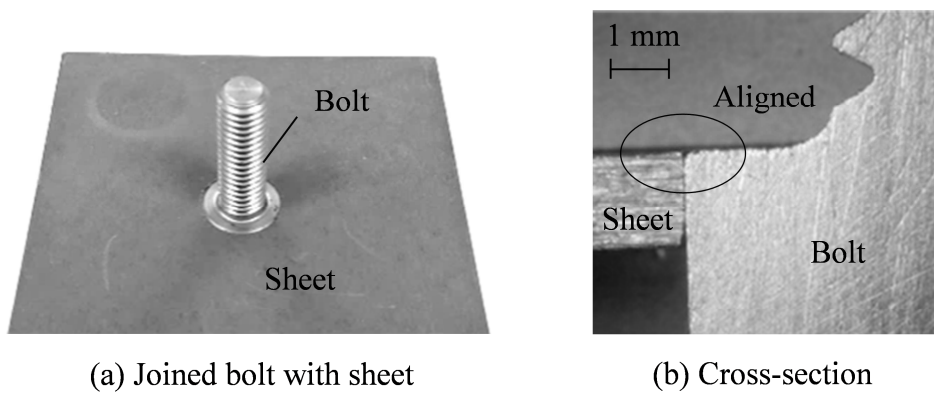 Bolt
Sheet
(a) Joined bolt with sheet
1 mm
Aligned
Sheet
Bolt
(b) Cross-section